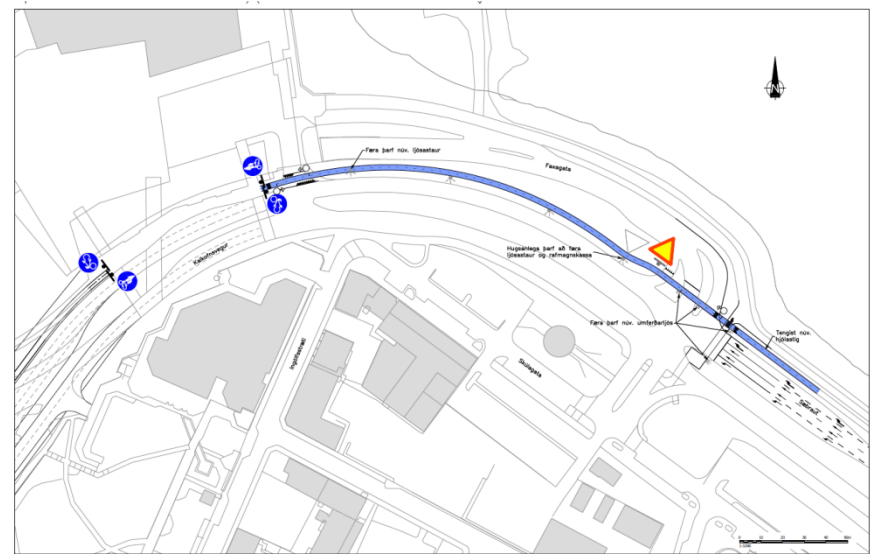 N
Færa þarf núv. ljósastaur
Faxagata
Kalkofnsvegur
Hugsanlega þarf að færa
ljósastaur og rafmagnskassa
Færa þarf núv. umferðarljós
Tengist núv.
hjólastíg
Ingólfsstræti
Skúlagata
Sæbraut